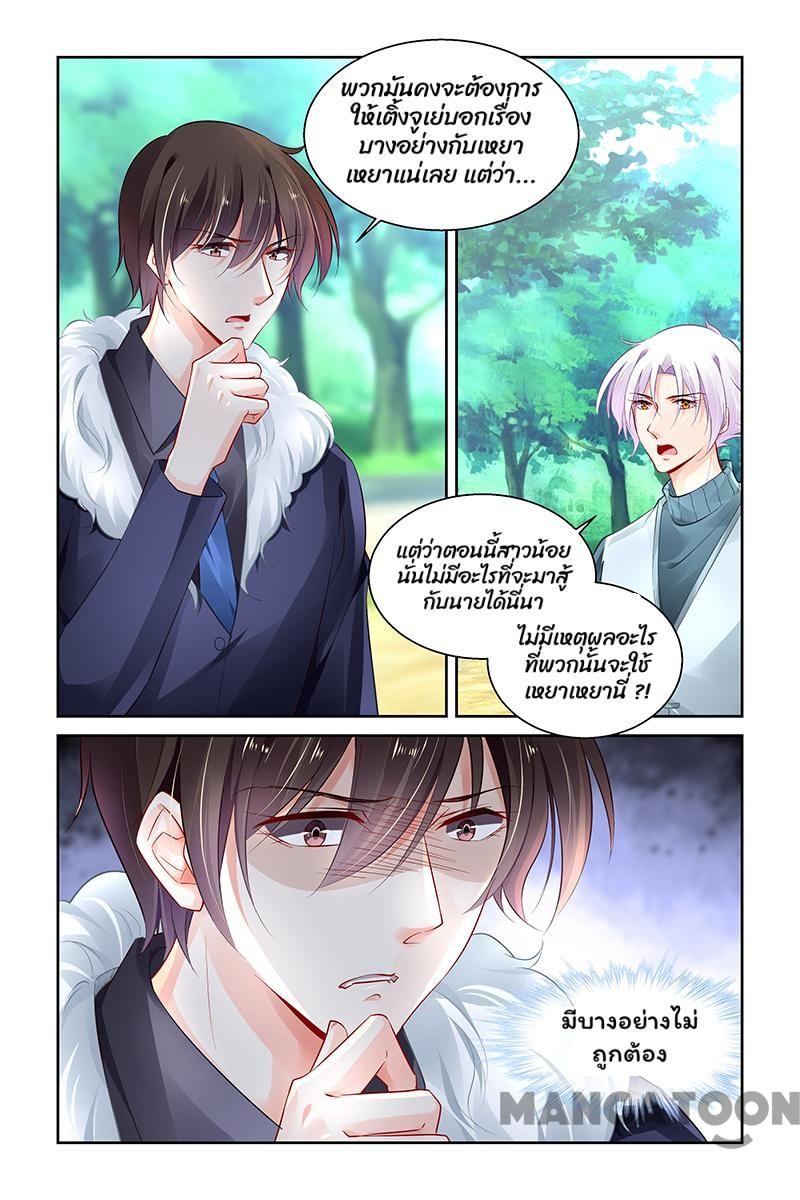 พวกมันคงจะต้องการ
ให้เติ้งจูเย่บอกเรื่อง
บางอย่างกับเหยา
เหยาแน่เลย แต่ว่า...
แต่ว่าตอนนี้สาวน้อย
นั่นไม่มีอะไรที่จะมาสู้
กับนายได้นี่นา
ไม่มีเหตุผลอะไร
ที่พวกนั้นจะใช้
เหยาเหยานี่ ?!
มีบางอย่างไม่
ถูกต้อง
MANGATOON